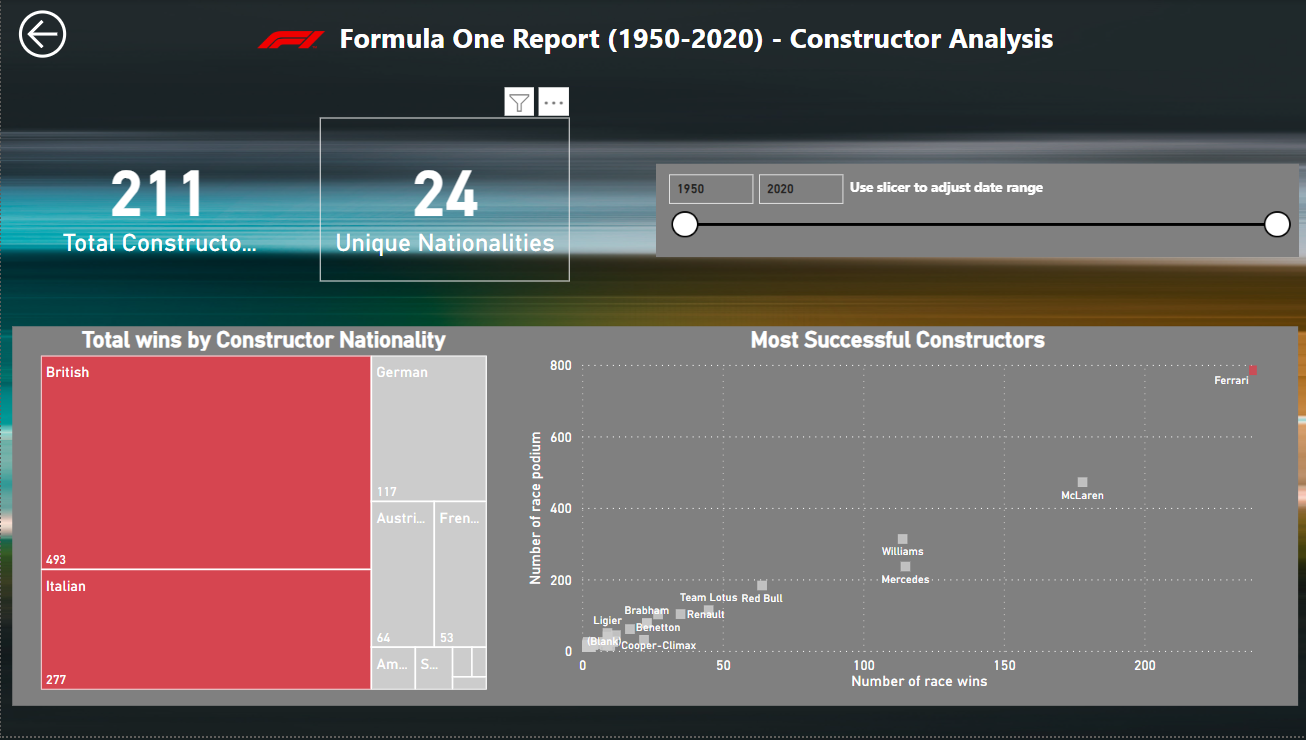 Formula One Report (1950-2020) - Constructor Analysis
211
Total Constructo...
24
Unique Nationalities
1950
2020
Use slicer to adjust date range
Total wins by Constructor Nationality
British
493
Italian
277
German
117
Austri...
64
Fren...
53
Am...
S...
Most Successful Constructors
Number of race podium
800
600
400
200
0
Ferrari
McLaren
Williams
Mercedes
Red Bull
Team Lotus
Renault
Brabham
Benetton
Ligier
(Blank)
Cooper-Climax
0
50
100
150
200
Number of race wins